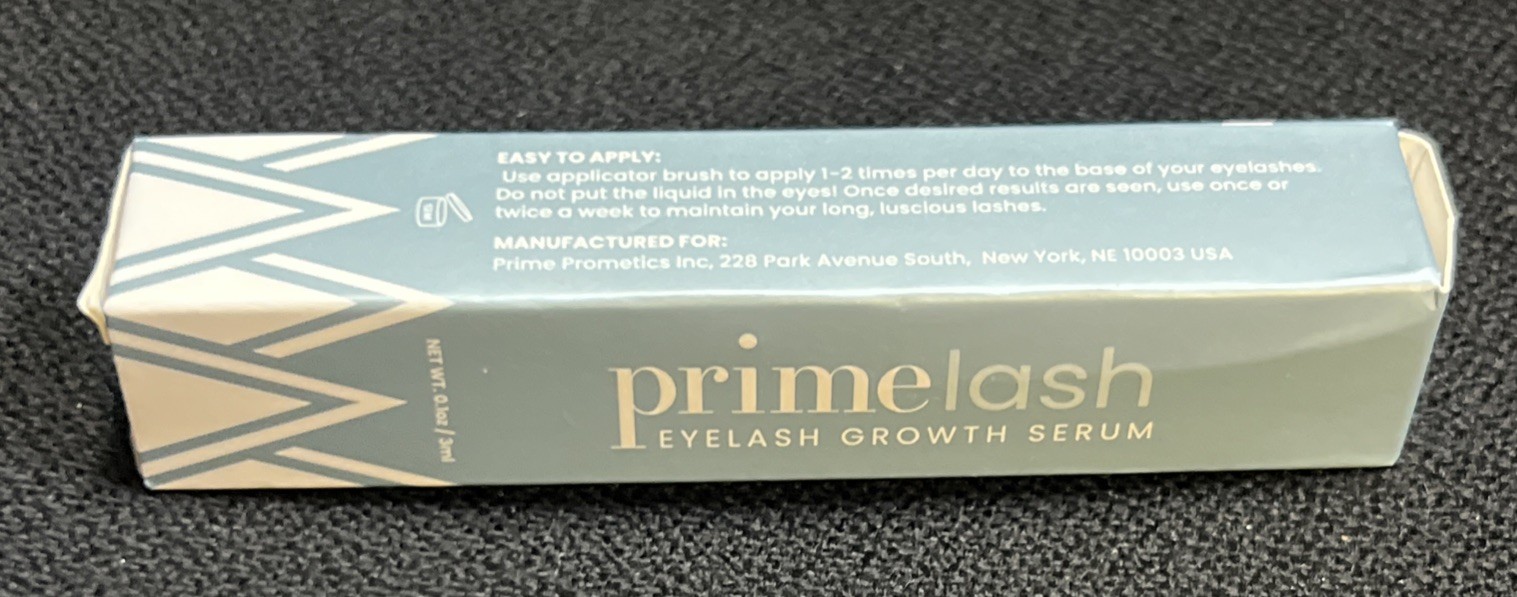 EASY TO APPLY:
Use applicator brush to apply 1-2 times per day to the base of your eyelashes.
Do not put the liquid in the eyes! Once desired results are seen, use once or
twice a week to maintain your long, luscious lashes.
MANUFACTURED FOR:
Prime Prometics Inc, 228 Park Avenue South, New York, NE 10003 USA
NET WT. 0.1oz / 3ml
primelash
EYELASH GROWTH SERUM